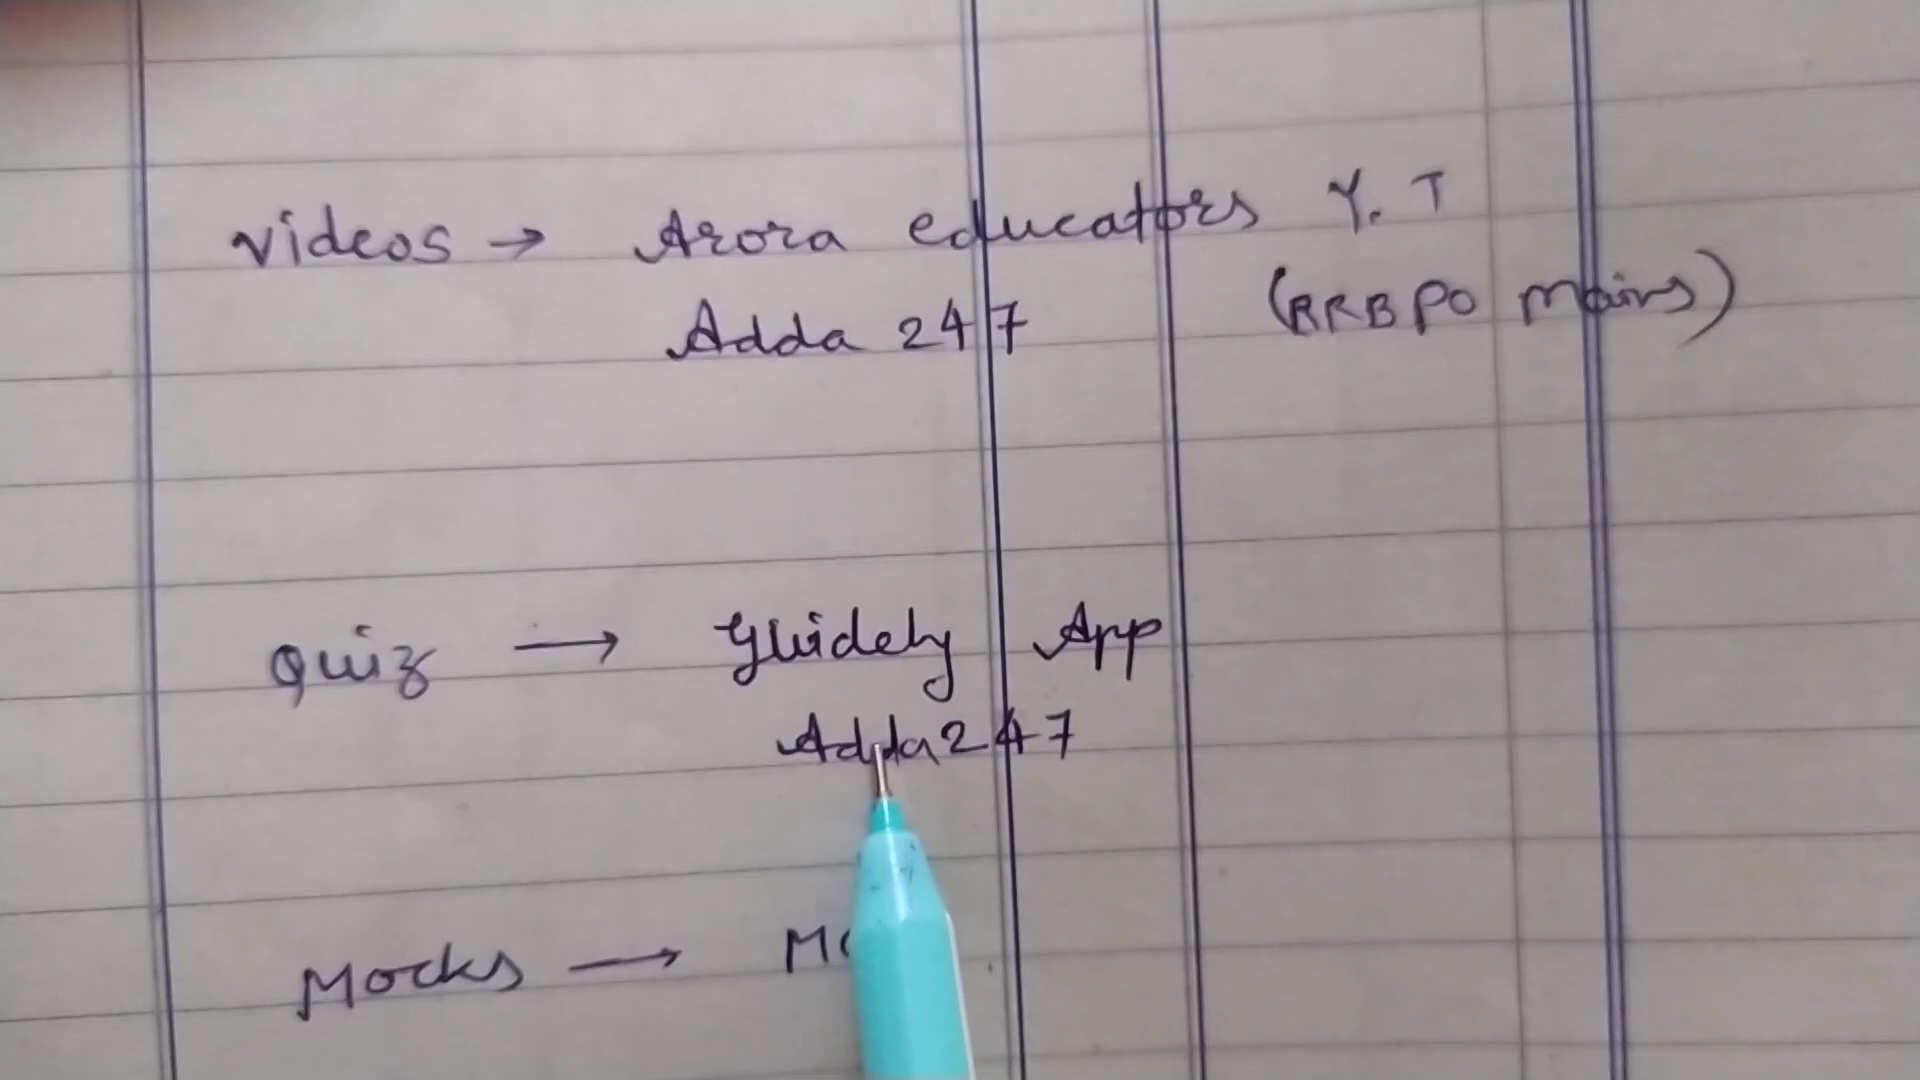 Videos → Arora educators Y.T
(RRB PO Mains)
Adda 247
Quiz → Guidely App
Adda247
Mocks →